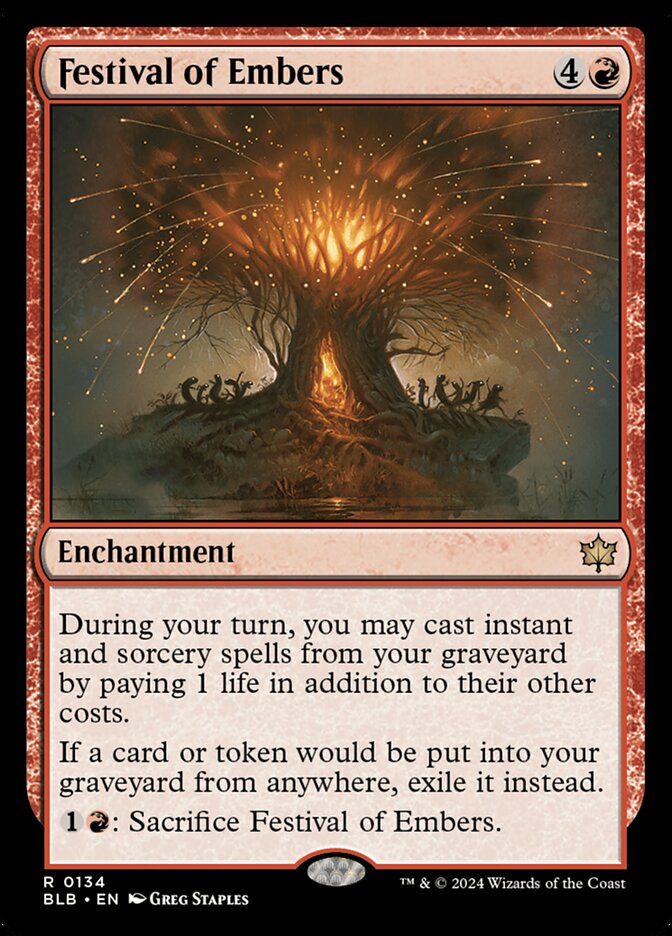 Festival of Embers 4
Enchantment
During your turn, you may cast instant
and sorcery spells from your graveyard
by paying 1 life in addition to their other
costs.
If a card or token would be put into your
graveyard from anywhere, exile it instead.
1 : Sacrifice Festival of Embers.
R 0134
BLB • EN Greg Staples
™ & © 2024 Wizards of the Coast